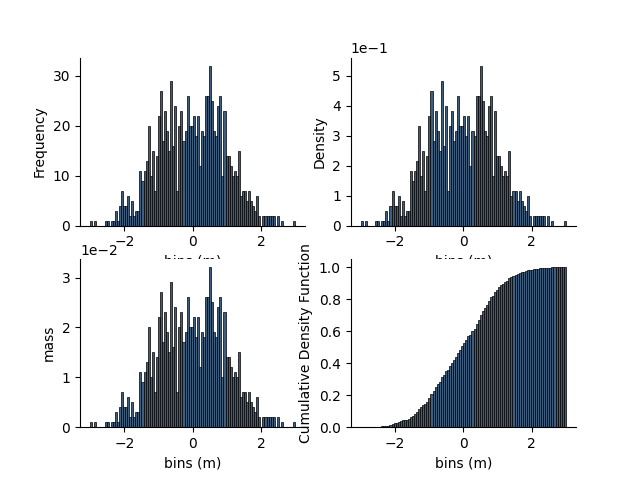 1e−1
30
20
10
0
Frequency
−2 0 2
bins (m)
5
4
3
2
1
0
Density
−2 0 2
bins (m)
1e−2
3
2
1
0
mass
−2 0 2
bins (m)
1.0
0.8
0.6
0.4
0.2
0.0
Cumulative Density Function
−2 0 2
bins (m)